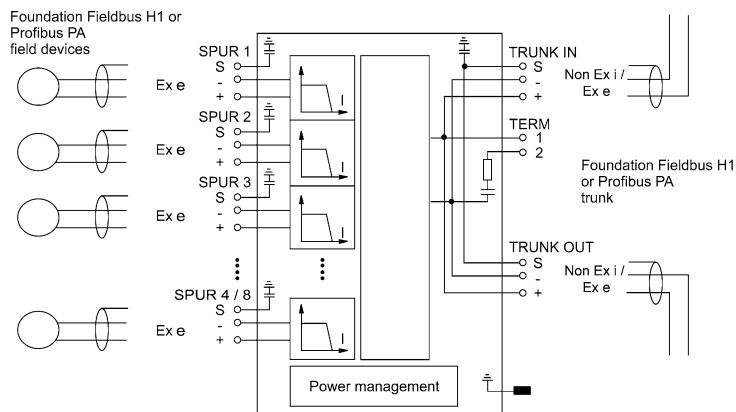 Foundation Fieldbus H1 or
Profibus PA
field devices
SPUR 1
S
-
+
Ex e
I
SPUR 2
S
-
+
Ex e
I
SPUR 3
S
-
+
Ex e
I
SPUR 4 / 8
S
-
+
Ex e
I
Power management
TRUNK IN
S
-
+
Non Ex i /
Ex e
TERM
1
2
Foundation Fieldbus H1
or Profibus PA
trunk
TRUNK OUT
S
-
+
Non Ex i /
Ex e